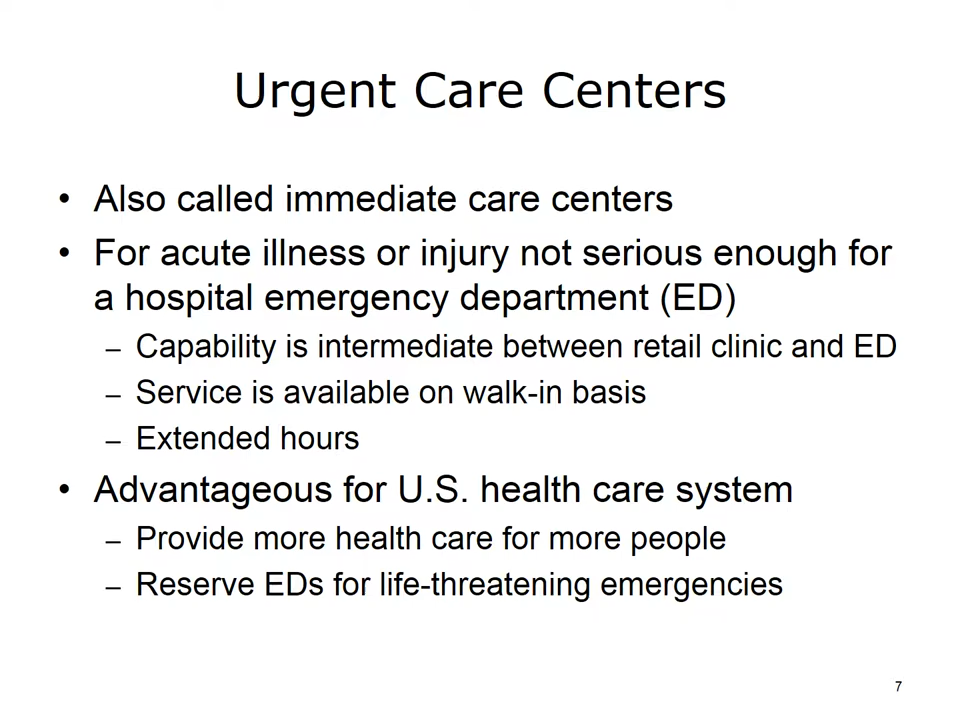 Urgent Care Centers
• Also called immediate care centers
• For acute illness or injury not serious enough for
a hospital emergency department (ED)
– Capability is intermediate between retail clinic and ED
– Service is available on walk-in basis
– Extended hours
• Advantageous for U.S. health care system
– Provide more health care for more people
– Reserve EDs for life-threatening emergencies
7